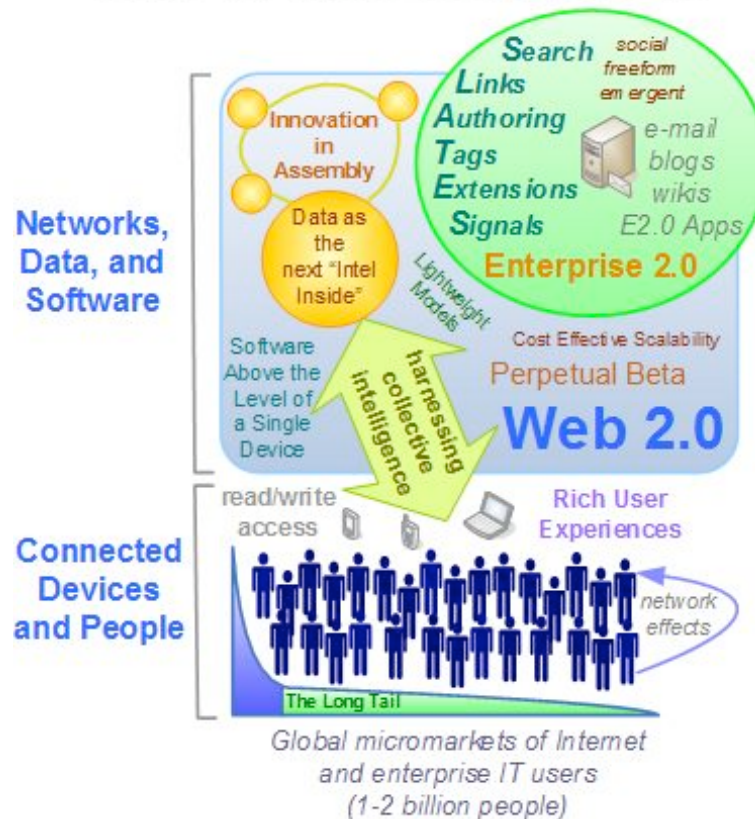 Search
Links
Authoring
Tags
Extensions
Signals
social
freeform
emergent
e-mail
blogs
wikis
E2.0 Apps
Enterprise 2.0
Networks,
Data, and
Software
Innovation
in
Assembly
Data as
the
next “Intel
Inside”
Lightweight
Models
Software
Above the
Level of
a Single
Device
harnessing
collective
intelligence
Cost Effective Scalability
Perpetual Beta
Web 2.0
Connected
Devices
and People
read/write
access
Rich User
Experiences
network
effects
The Long Tail
Global micromarkets of Internet
and enterprise IT users
(1-2 billion people)